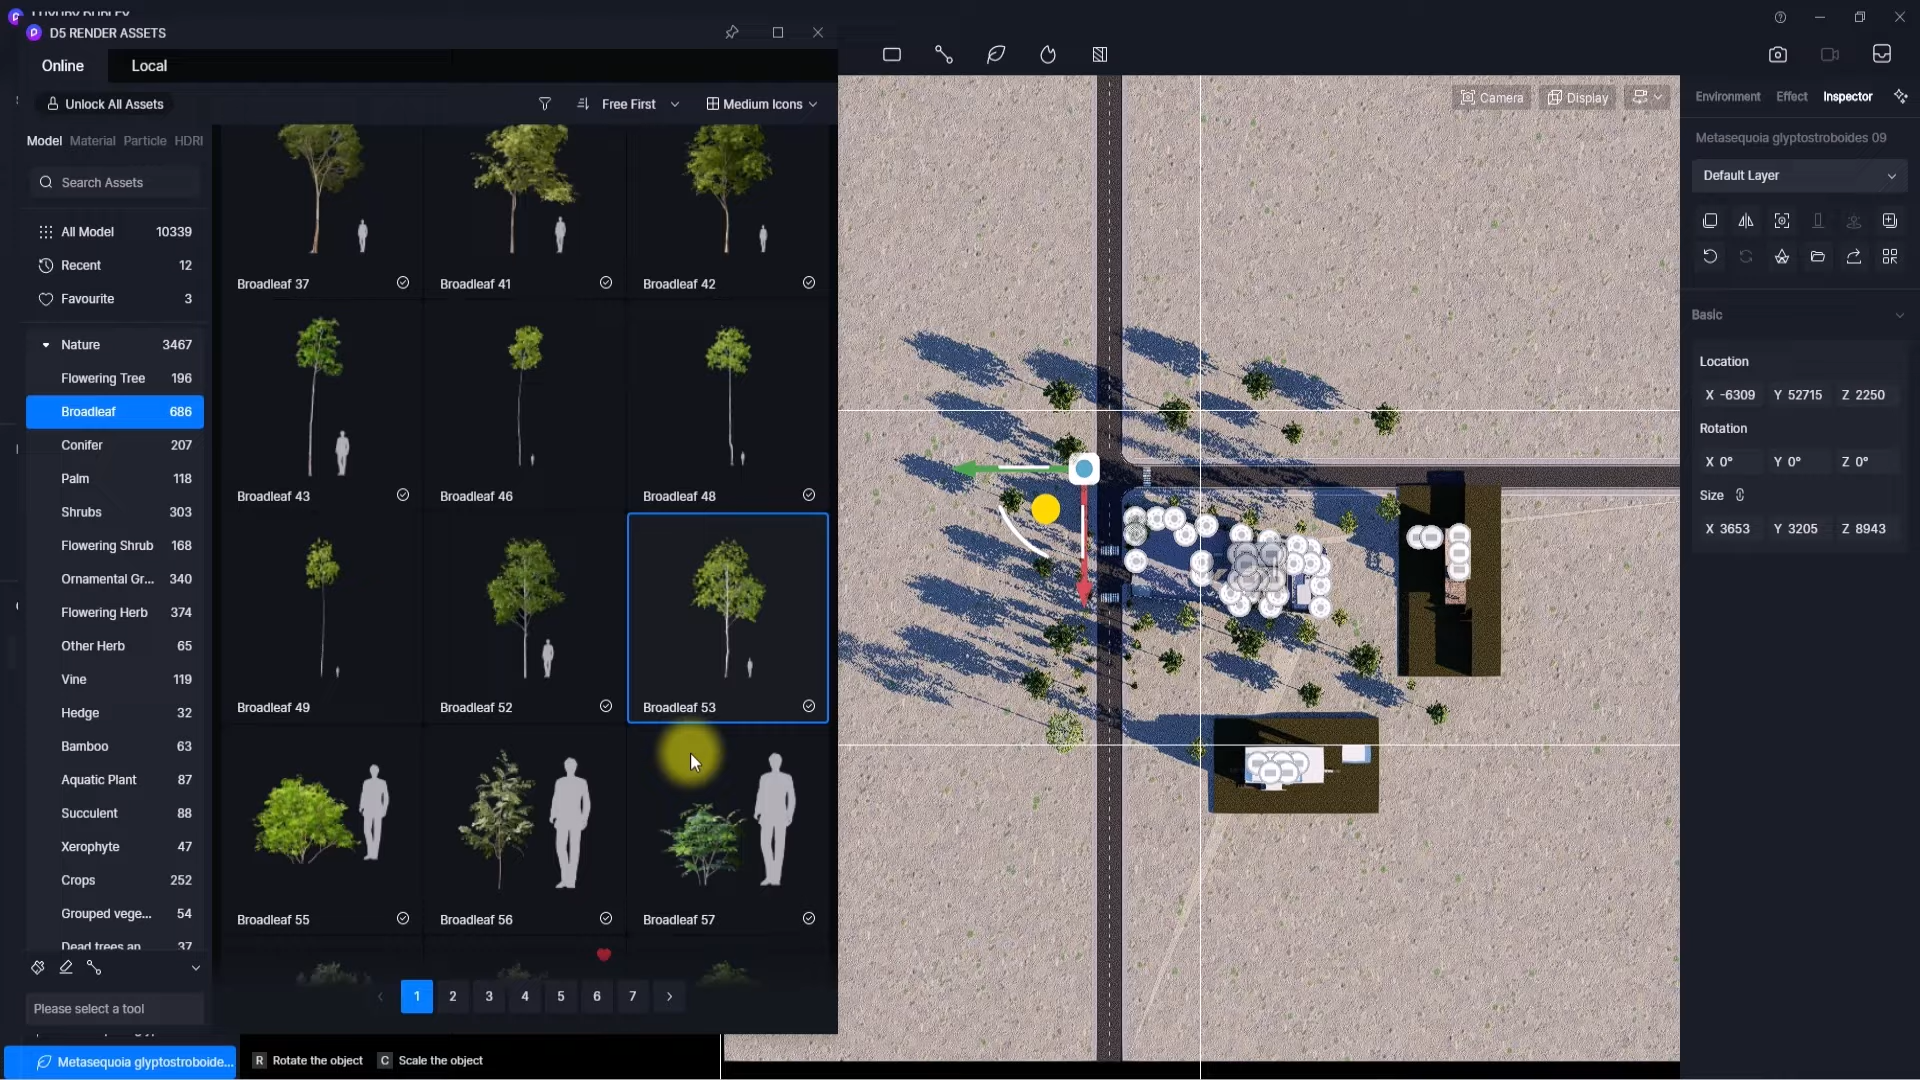 D5 RENDER ASSETS
Online
Local
Unlock All Assets
Free First
Medium Icons
Model
Material
Particle
HDRI
Search Assets
All Model 10339
Recent 12
Favourite 3
Nature 3467
Flowering Tree 196
Broadleaf 686
Conifer 207
Palm 118
Shrubs 303
Flowering Shrub 168
Ornamental Gr... 340
Flowering Herb 374
Other Herb 65
Vine 119
Hedge 32
Bamboo 63
Aquatic Plant 87
Succulent 88
Xerophyte 47
Crops 252
Grouped vege... 54
Dead trees an 37
Please select a tool
Metasequoia glyptostroboide...
Broadleaf 37
Broadleaf 41
Broadleaf 42
Broadleaf 43
Broadleaf 46
Broadleaf 48
Broadleaf 49
Broadleaf 52
Broadleaf 53
Broadleaf 55
Broadleaf 56
Broadleaf 57
1 2 3 4 5 6 7
R Rotate the object
C Scale the object
Camera
Display
Environment
Effect
Inspector
Metasequoia glyptostroboides 09
Default Layer
Basic
Location
X -6309 Y 52715 Z 2250
Rotation
X 0° Y 0° Z 0°
Size
X 3653 Y 3205 Z 8943